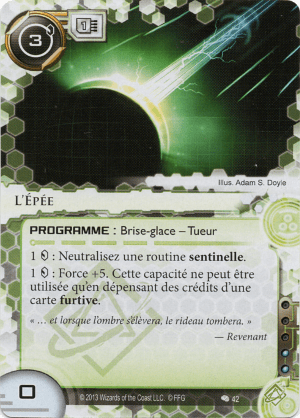 3
1
Illus. Adam S. Doyle
L'ÉPÉE
PROGRAMME : Brise-glace – Tueur
1 : Neutralisez une routine sentinelle.
1 : Force +5. Cette capacité ne peut être
utilisée qu'en dépensant des crédits d'une
carte furtive.
« ... et lorsque l'ombre s'élèvera, le rideau tombera. »
— Revenant
0
© 2013 Wizards of the Coast LLC. © FFG
42